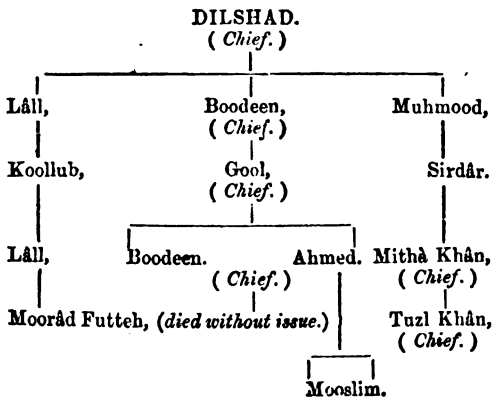 DILSHAD.
(Chief.)
Lâll, Boodeen, Muhmood,
(Chief.)
Koollub, Gool, Sirdâr.
(Chief.)
Lâll, Boodeen. Ahmed. Mithà Khân,
(Chief.) (Chief.)
Moorâd Futteh, (died without issue.) Tuzl Khân,
(Chief.)
Mooslim.